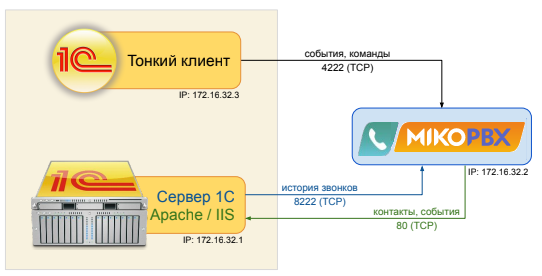 1С
Тонкий клиент
IP: 172.16.32.3
события, команды
4222 (TCP)
MIKOPBX
IP: 172.16.32.2
1С
Сервер 1С
Apache / IIS
IP: 172.16.32.1
история звонков
8222 (TCP)
контакты, события
80 (TCP)